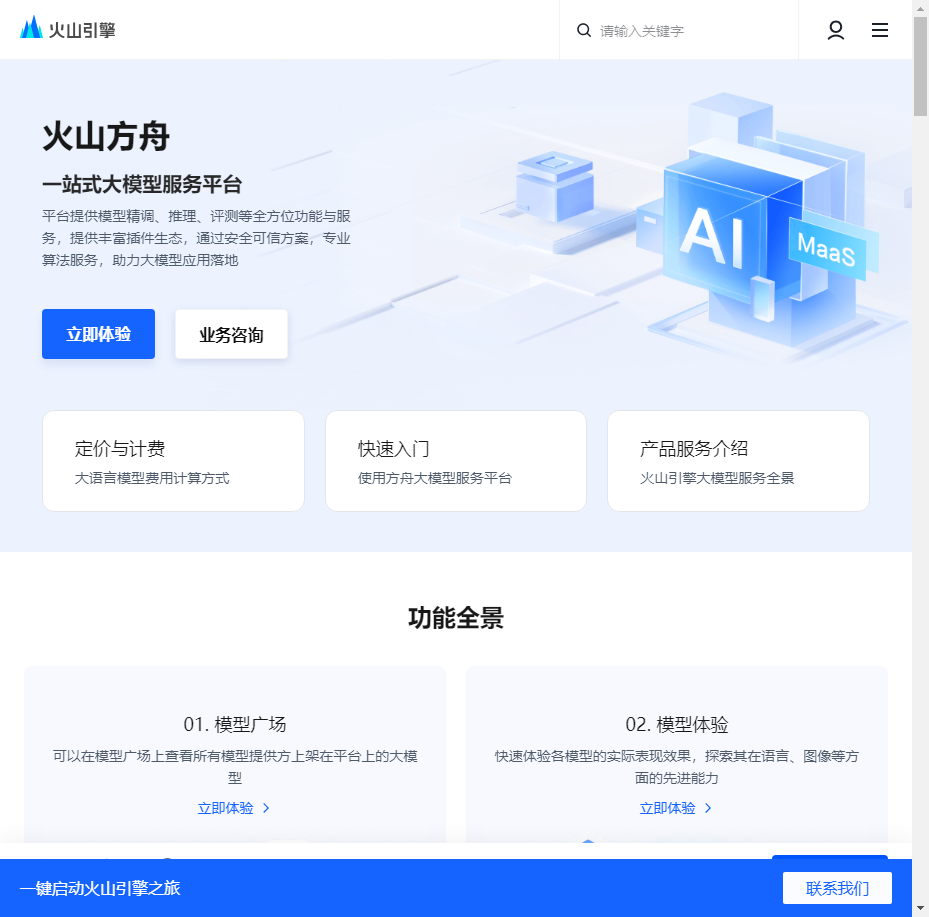 火山引擎
请输入关键字
火山方舟
一站式大模型服务平台
平台提供模型精调、推理、评测等全方位功能与服
务，提供丰富插件生态，通过安全可信方案，专业
算法服务，助力大模型应用落地
AI
MaaS
立即体验
业务咨询
定价与计费
大语言模型费用计算方式
快速入门
使用方舟大模型服务平台
产品服务介绍
火山引擎大模型服务全景
功能全景
01. 模型广场
可以在模型广场上查看所有模型提供方上架在平台上的大模
型
立即体验
02. 模型体验
快速体验各模型的实际表现效果，探索其在语言、图像等方
面的先进能力
立即体验
一键启动火山引擎之旅
联系我们